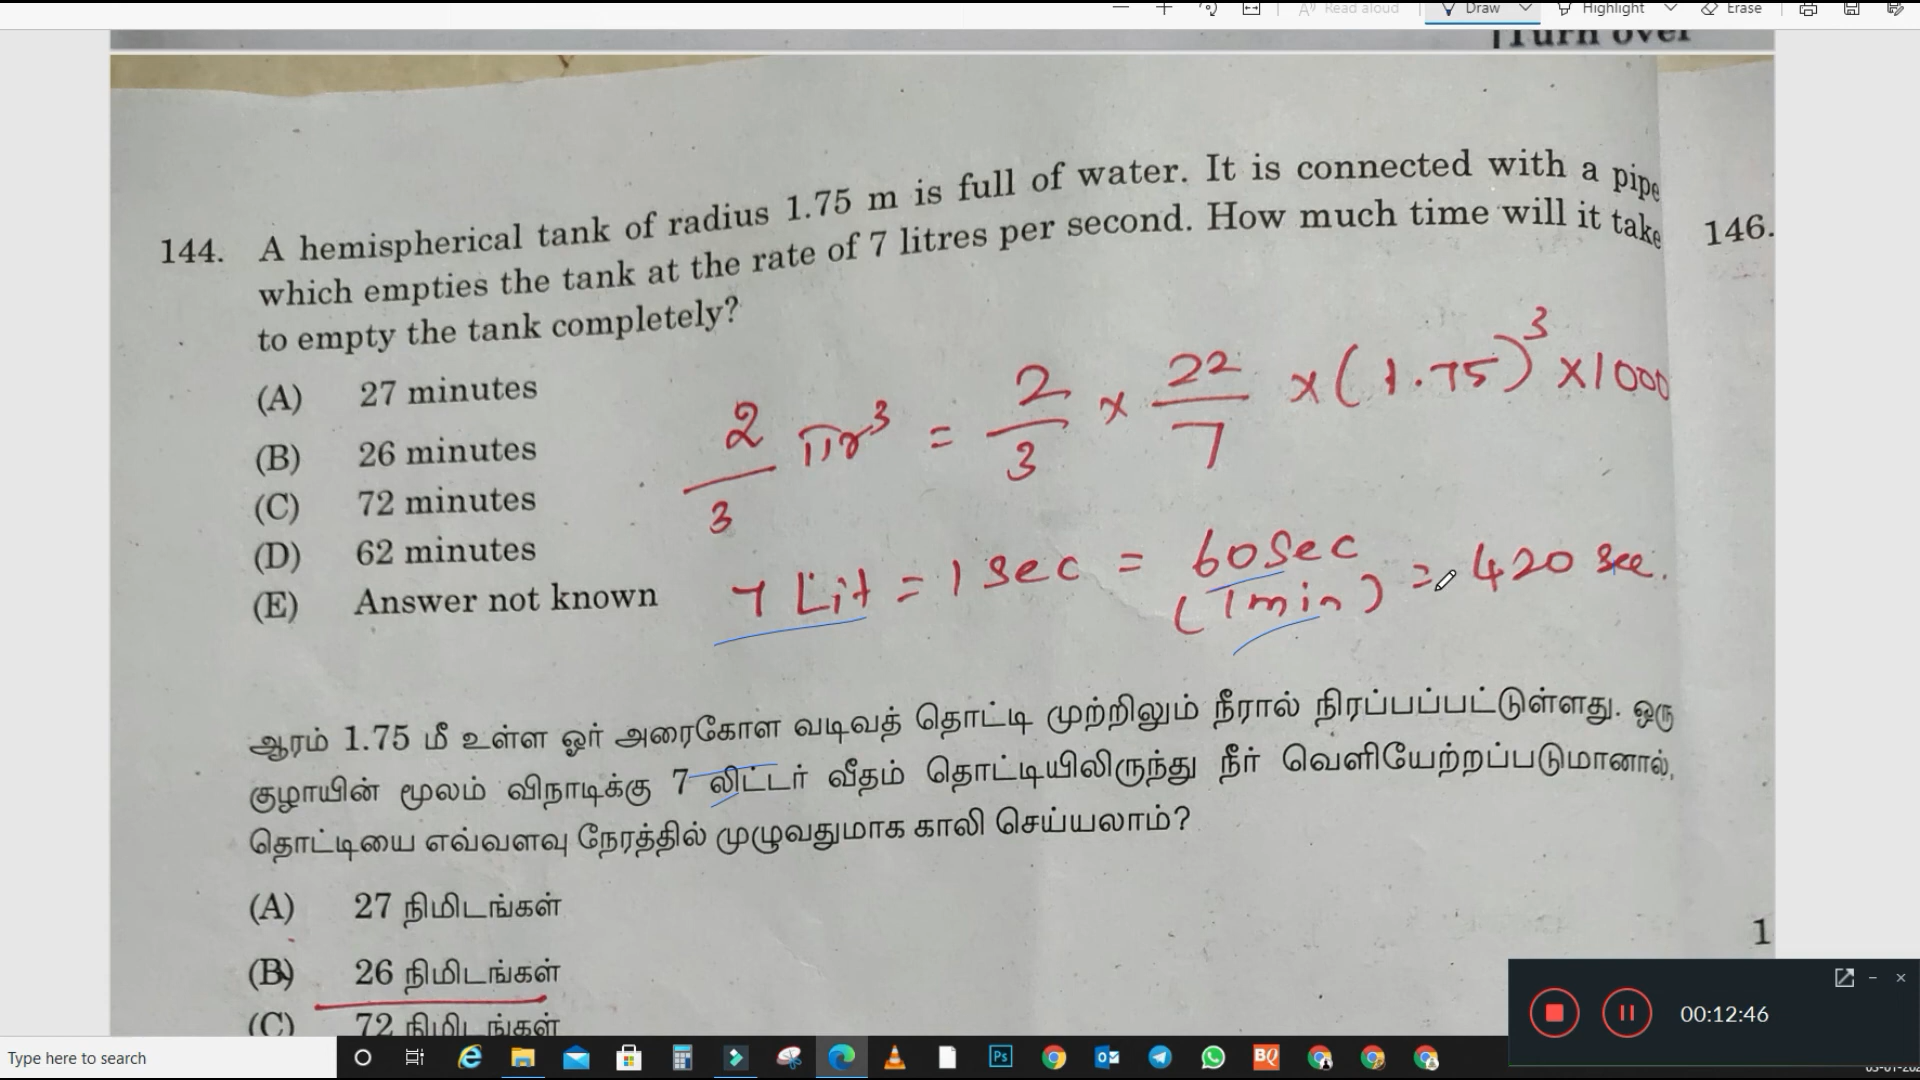 Read aloud
Draw
Highlight
Erase
Turn over
144. A hemispherical tank of radius 1.75 m is full of water. It is connected with a pipe
which empties the tank at the rate of 7 litres per second. How much time will it take
to empty the tank completely?
146.
(A) 27 minutes
(B) 26 minutes
(C) 72 minutes
(D) 62 minutes
(E) Answer not known
2/3 πr³ = 2/3 × 22/7 × (1.75)³ × 1000
7 Lit = 1 sec = 60 sec (1 min) = 420 sec.
ஆரம் 1.75 மீ உள்ள ஓர் அரைகோள வடிவத் தொட்டி முற்றிலும் நீரால் நிரப்பப்பட்டுள்ளது. ஒரு
குழாயின் மூலம் விநாடிக்கு 7 லிட்டர் வீதம் தொட்டியிலிருந்து நீர் வெளியேற்றப்படுமானால்,
தொட்டியை எவ்வளவு நேரத்தில் முழுவதுமாக காலி செய்யலாம்?
(A) 27 நிமிடங்கள்
(B) 26 நிமிடங்கள்
(C) 72 நிமிடங்கள்
1
00:12:46
Type here to search
Ps
BQ